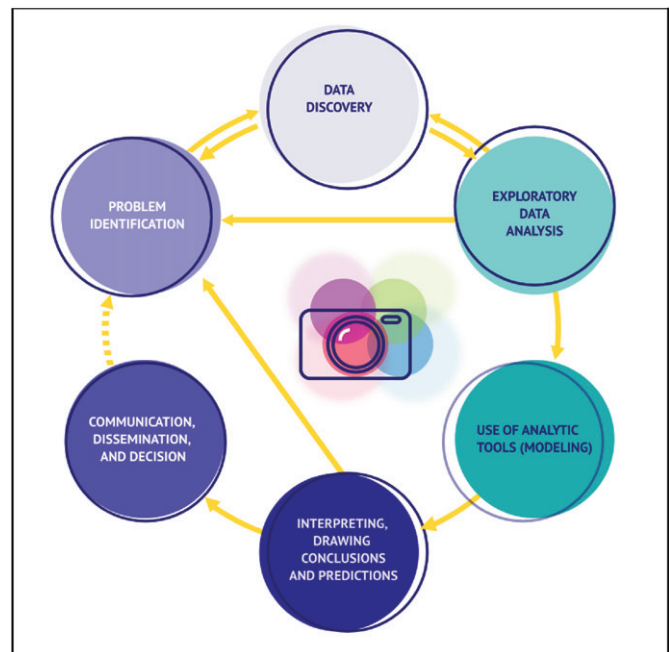 DATA
DISCOVERY
EXPLORATORY
DATA
ANALYSIS
USE OF ANALYTIC
TOOLS (MODELING)
INTERPRETING,
DRAWING
CONCLUSIONS
AND PREDICTIONS
COMMUNICATION,
DISSEMINATION,
AND DECISION
PROBLEM
IDENTIFICATION